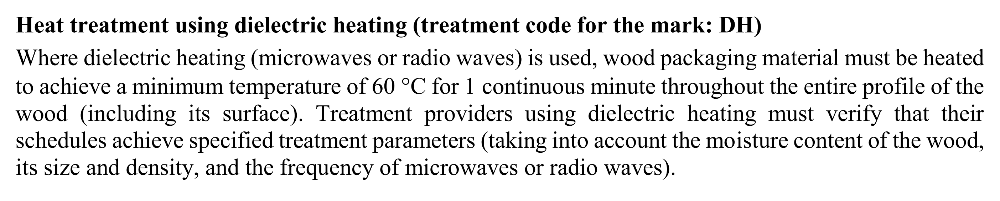 Heat treatment using dielectric heating (treatment code for the mark: DH)
Where dielectric heating (microwaves or radio waves) is used, wood packaging material must be heated
to achieve a minimum temperature of 60 °C for 1 continuous minute throughout the entire profile of the
wood (including its surface). Treatment providers using dielectric heating must verify that their
schedules achieve specified treatment parameters (taking into account the moisture content of the wood,
its size and density, and the frequency of microwaves or radio waves).